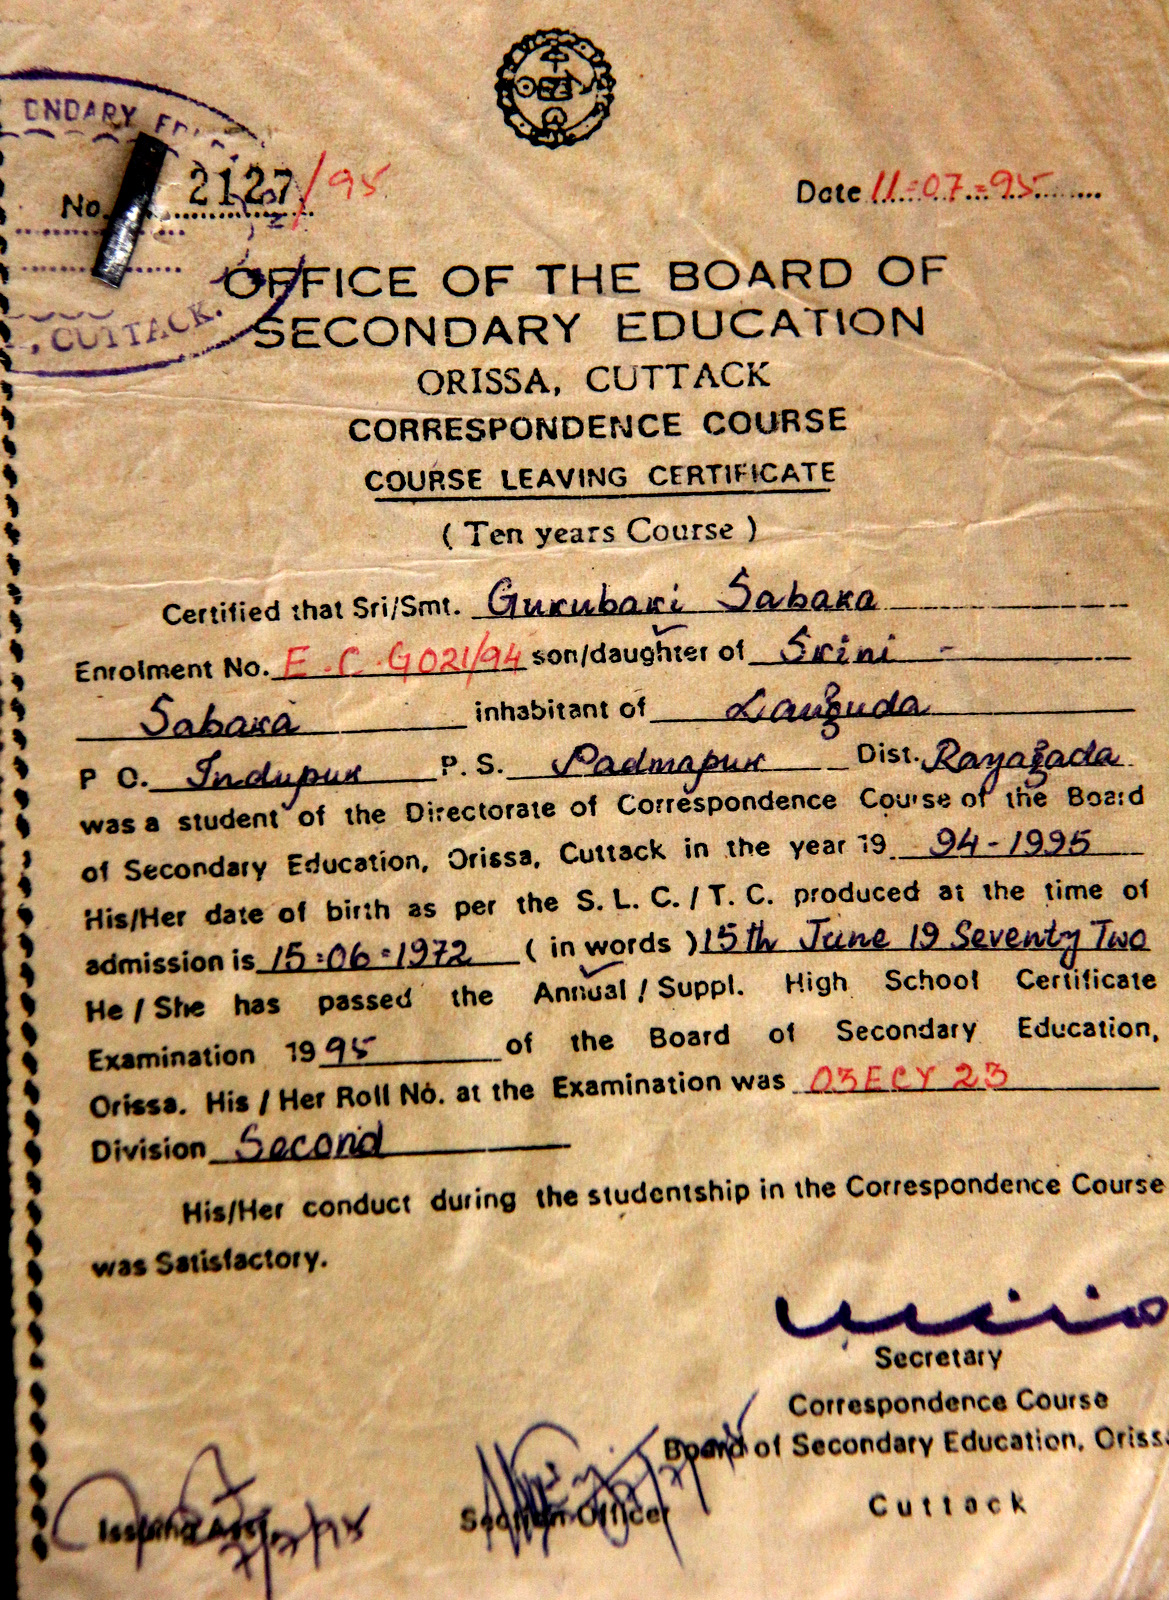 ONDARY EDUC
No. 2127/95
Date 11=07=95
, CUTTACK.
OFFICE OF THE BOARD OF
SECONDARY EDUCATION
ORISSA, CUTTACK
CORRESPONDENCE COURSE
COURSE LEAVING CERTIFICATE
( Ten years Course )
Certified that Sri/Smt. Gurubari Sabara
Enrolment No. E.C.G021/94 son/daughter of Srini -
Sabara inhabitant of Lauguda
P O. Indupur P. S. Padmapur Dist. Rayagada
was a student of the Directorate of Correspondence Course of the Board
of Secondary Education, Orissa, Cuttack in the year 19 94-1995
His/Her date of birth as per the S. L. C. / T. C. produced at the time of
admission is 15=06=1972 ( in words ) 15th June 19 Seventy Two
He / She has passed the Annual / Suppl. High School Certificate
Examination 1995 of the Board of Secondary Education,
Orissa. His / Her Roll No. at the Examination was 03ECY 23
Division Second
His/Her conduct during the studentship in the Correspondence Course
was Satisfactory.
Secretary
Correspondence Course
Board of Secondary Education, Oriss
Cuttack
Issuing Asst.
Section Officer